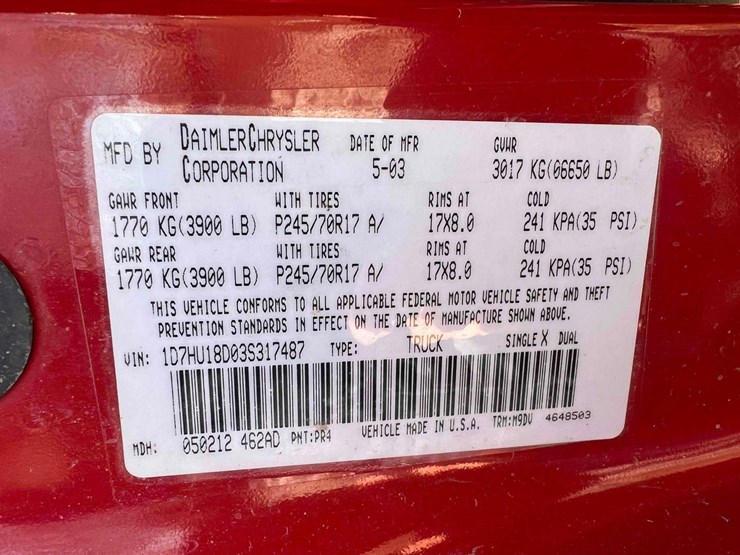 MFD BY DAIMLERCHRYSLER CORPORATION DATE OF MFR 5-03 GVWR 3017 KG(06650 LB)
GAWR FRONT WITH TIRES RIMS AT COLD
1770 KG(3900 LB) P245/70R17 A/ 17X8.0 241 KPA(35 PSI)
GAWR REAR WITH TIRES RIMS AT COLD
1770 KG(3900 LB) P245/70R17 A/ 17X8.0 241 KPA(35 PSI)
THIS VEHICLE CONFORMS TO ALL APPLICABLE FEDERAL MOTOR VEHICLE SAFETY AND THEFT
PREVENTION STANDARDS IN EFFECT ON THE DATE OF MANUFACTURE SHOWN ABOVE.
VIN: 1D7HU18D03S317487 TYPE: TRUCK SINGLE X DUAL
MDH: 050212 462AD PNT:PR4 VEHICLE MADE IN U.S.A. TRM:M9DV 4648503